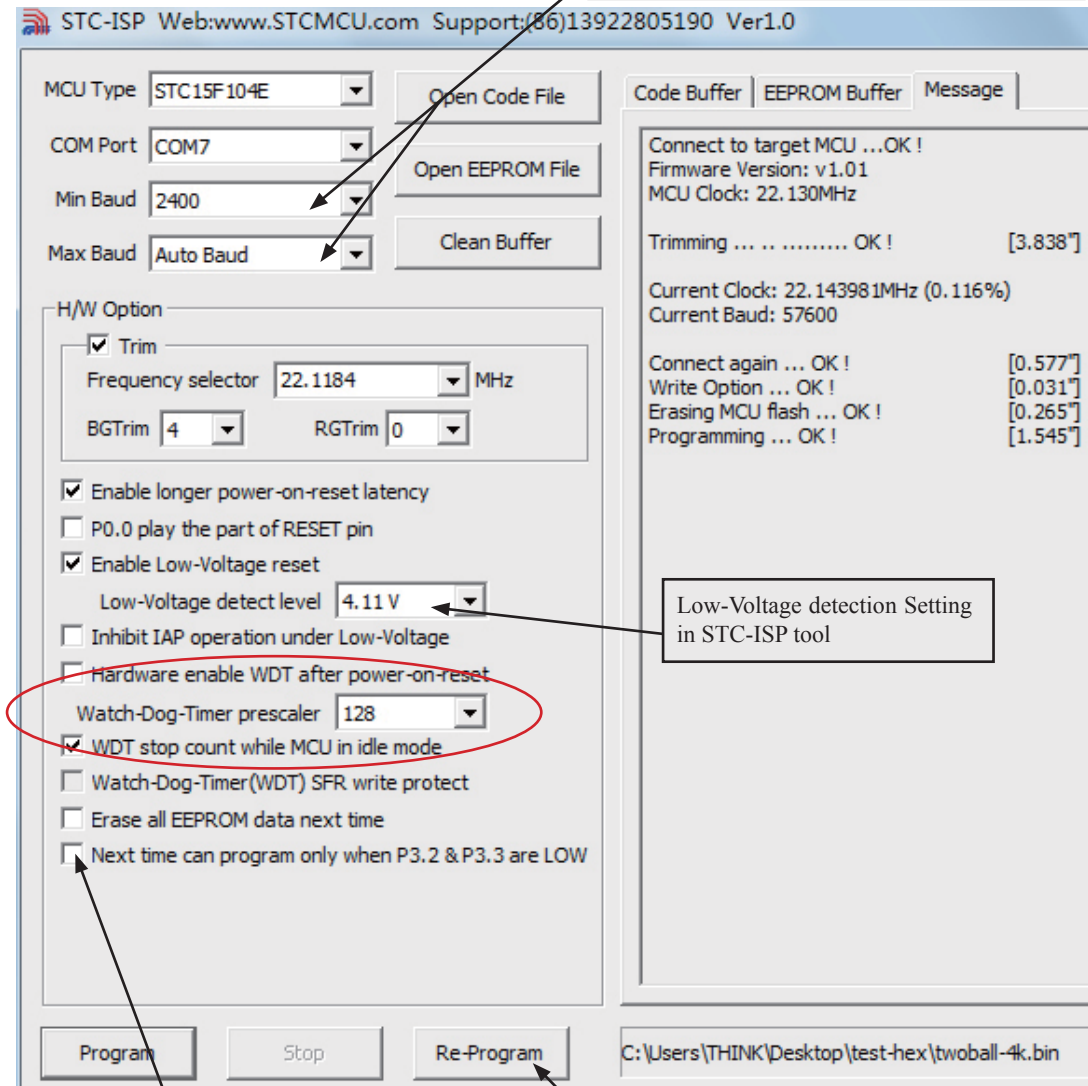 STC-ISP Web:www.STCMCU.com Support:(86)13922805190 Ver1.0
MCU Type STC15F104E
COM Port COM7
Min Baud 2400
Max Baud Auto Baud
Open Code File
Open EEPROM File
Clean Buffer
H/W Option
Trim
Frequency selector 22.1184 MHz
BGTrim 4 RGTrim 0
Enable longer power-on-reset latency
P0.0 play the part of RESET pin
Enable Low-Voltage reset
Low-Voltage detect level 4.11 V
Inhibit IAP operation under Low-Voltage
Hardware enable WDT after power-on-reset
Watch-Dog-Timer prescaler 128
WDT stop count while MCU in idle mode
Watch-Dog-Timer(WDT) SFR write protect
Erase all EEPROM data next time
Next time can program only when P3.2 & P3.3 are LOW
Program Stop Re-Program
Code Buffer EEPROM Buffer Message
Connect to target MCU ...OK !
Firmware Version: v1.01
MCU Clock: 22.130MHz
Trimming ... .. ......... OK ! [3.838"]
Current Clock: 22.143981MHz (0.116%)
Current Baud: 57600
Connect again ... OK ! [0.577"]
Write Option ... OK ! [0.031"]
Erasing MCU flash ... OK ! [0.265"]
Programming ... OK ! [1.545"]
Low-Voltage detection Setting
in STC-ISP tool
C:\Users\THINK\Desktop\test-hex\twoball-4k.bin